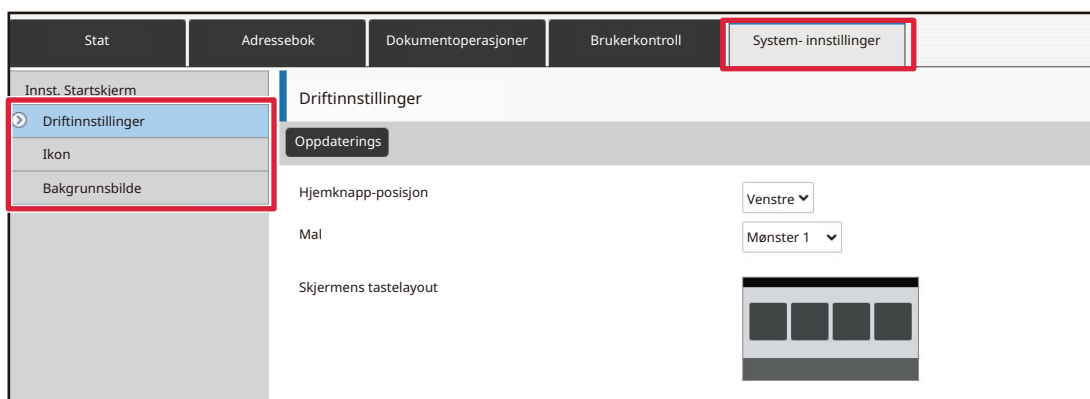 Stat
Adressebok
Dokumentoperasjoner
Brukerkontroll
System- innstillinger
Innst. Startskjerm
Driftinnstillinger
Ikon
Bakgrunnsbilde
Driftinnstillinger
Oppdaterings
Hjemknapp-posisjon
Venstre
Mal
Mønster 1
Skjermens tastelayout